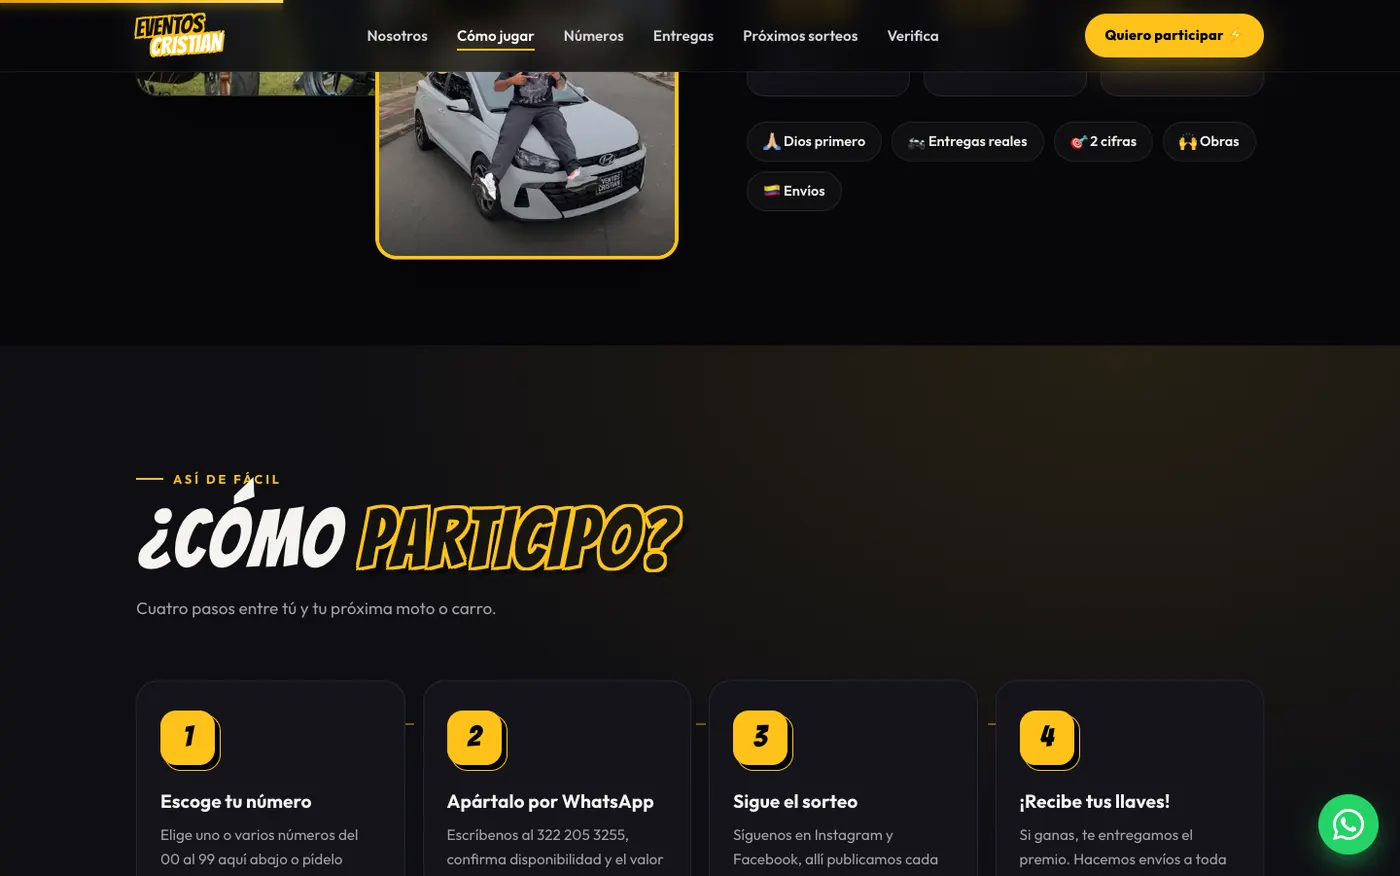 EVENTOS
CRISTIAN
Nosotros
Cómo jugar
Números
Entregas
Próximos sorteos
Verifica
Quiero participar ⚡
EVENTOS
CRISTIAN
🙏🏼 Dios primero
🏍️ Entregas reales
🎯 2 cifras
🙌 Obras
🇨🇴 Envíos
ASÍ DE FÁCIL
¿CÓMO PARTICIPO?
Cuatro pasos entre tú y tu próxima moto o carro.
1
Escoge tu número
Elige uno o varios números del
00 al 99 aquí abajo o pídelo
2
Apártalo por WhatsApp
Escríbenos al 322 205 3255,
confirma disponibilidad y el valor
3
Sigue el sorteo
Síguenos en Instagram y
Facebook, allí publicamos cada
4
¡Recibe tus llaves!
Si ganas, te entregamos el
premio. Hacemos envíos a toda